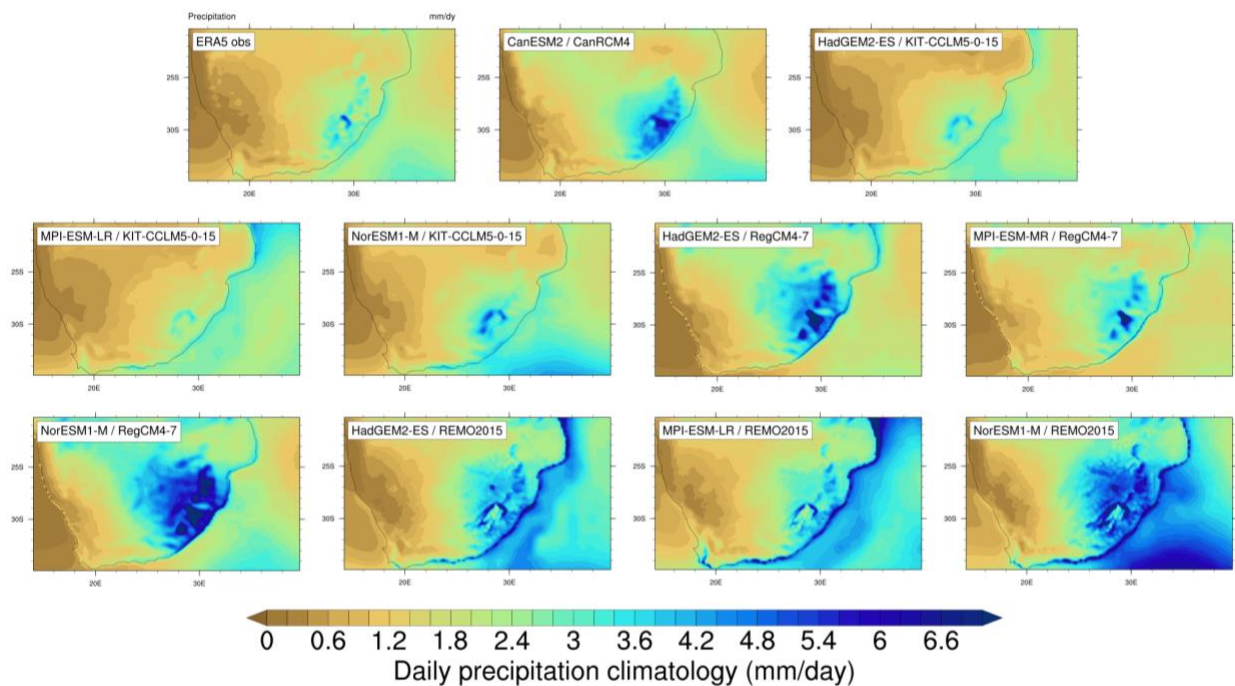 Precipitation mm/dy
ERA5 obs
CanESM2 / CanRCM4
HadGEM2-ES / KIT-CCLM5-0-15
25S
30S
20E 30E
25S
30S
20E 30E
25S
30S
20E 30E
MPI-ESM-LR / KIT-CCLM5-0-15
NorESM1-M / KIT-CCLM5-0-15
HadGEM2-ES / RegCM4-7
MPI-ESM-MR / RegCM4-7
25S
30S
20E 30E
25S
30S
20E 30E
25S
30S
20E 30E
25S
30S
20E 30E
NorESM1-M / RegCM4-7
HadGEM2-ES / REMO2015
MPI-ESM-LR / REMO2015
NorESM1-M / REMO2015
25S
30S
20E 30E
25S
30S
20E 30E
25S
30S
20E 30E
25S
30S
20E 30E
0 0.6 1.2 1.8 2.4 3 3.6 4.2 4.8 5.4 6 6.6
Daily precipitation climatology (mm/day)